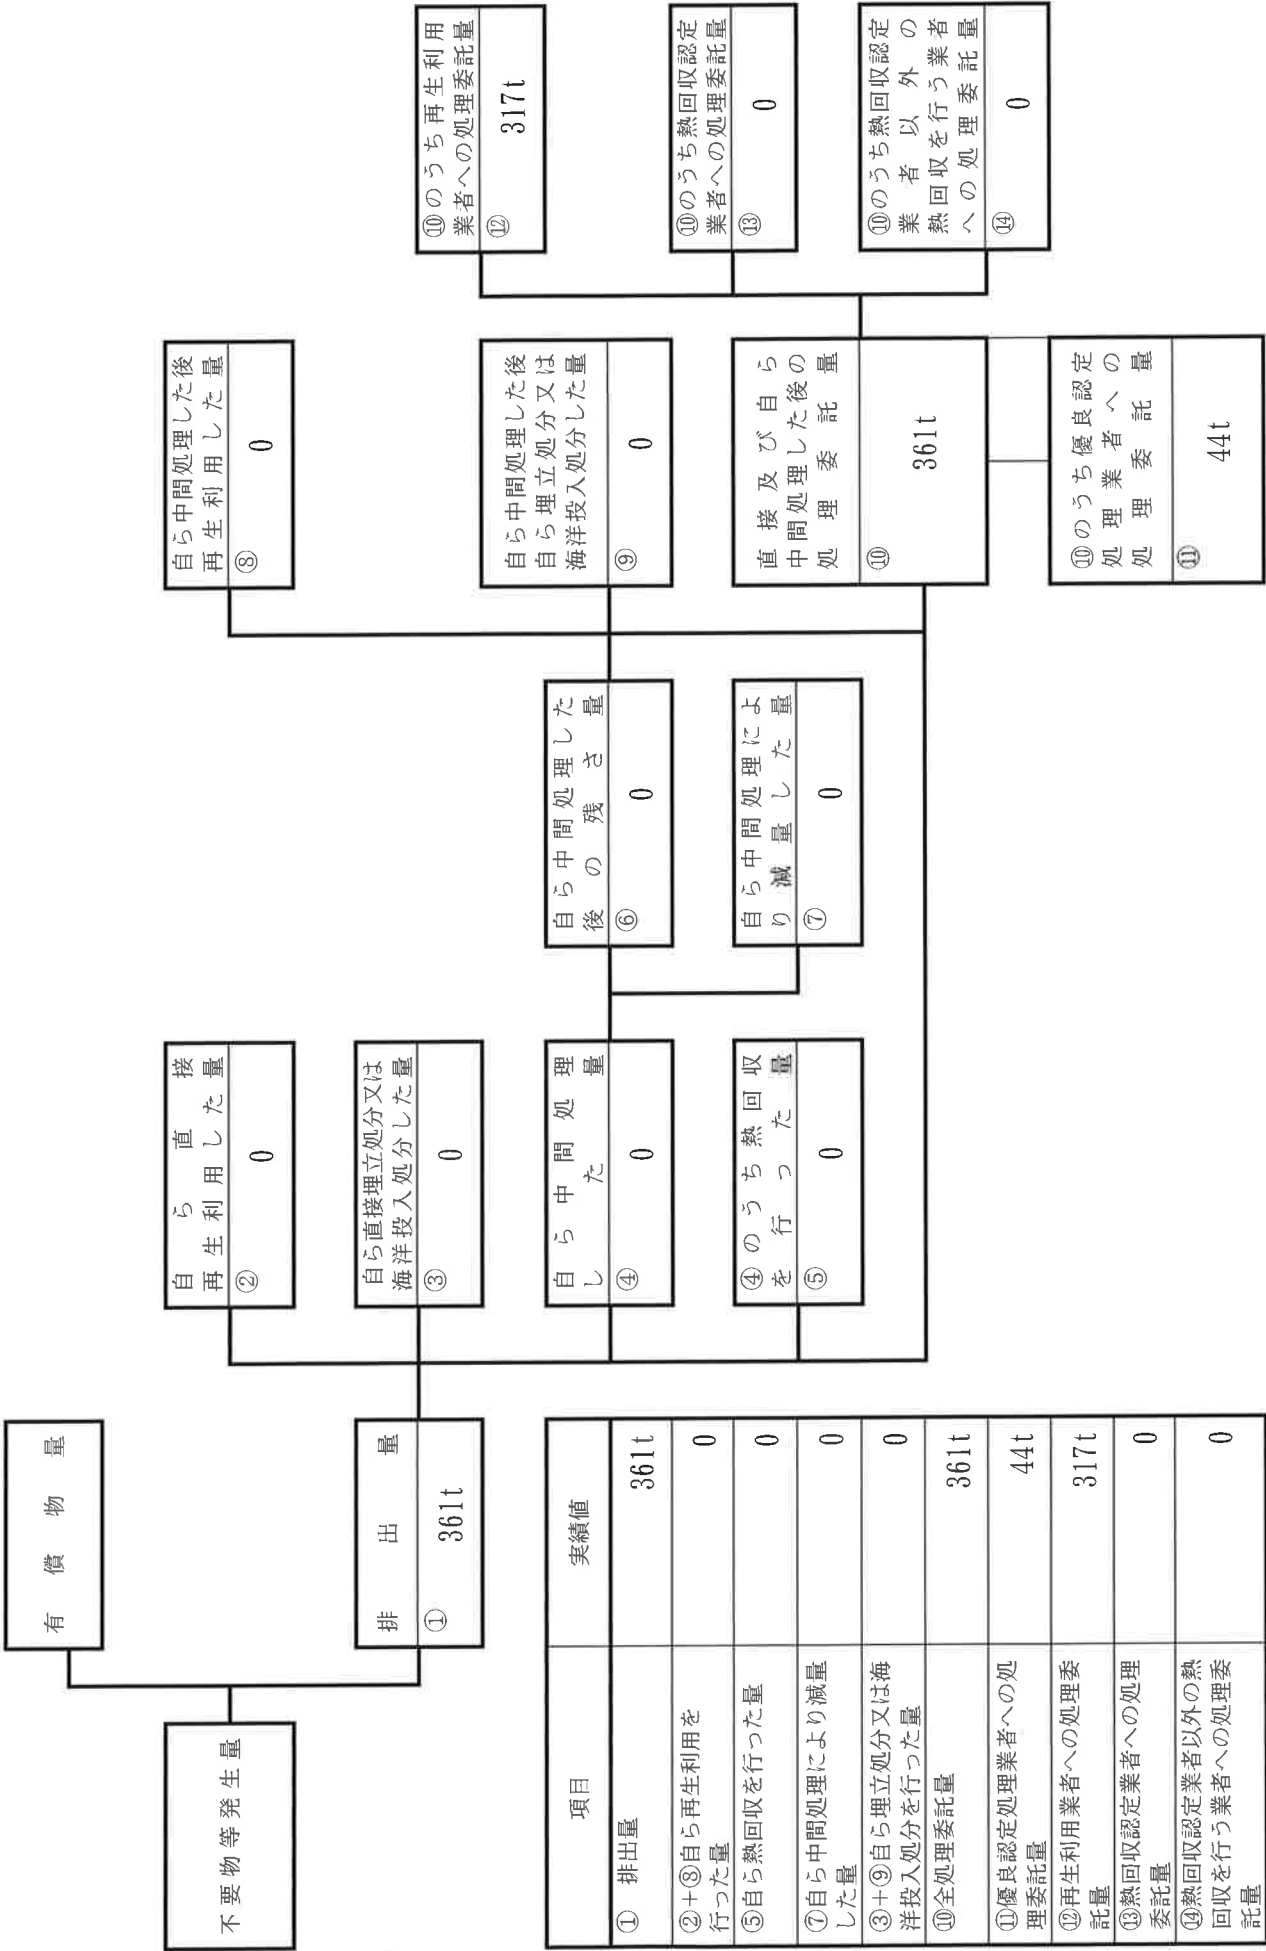 不要物等発生量
有償物量
排出量
①
361t
自ら直接
再生利用した量
②
0
自ら直接埋立処分又は
海洋投入処分した量
③
0
自ら中間処理
した量
④
0
④のうち熱回収
を行った量
⑤
0
自ら中間処理した
後の残さ量
⑥
0
自ら中間処理によ
り減量した量
⑦
0
自ら中間処理した後
再生利用した量
⑧
0
自ら中間処理した後
自ら埋立処分又は
海洋投入処分した量
⑨
0
直接及び自ら
中間処理した後の
処理委託量
⑩
361t
⑩のうち優良認定
処理業者への
処理委託量
⑪
44t
⑩のうち再生利用
業者への処理委託量
⑫
317t
⑩のうち熱回収認定
業者への処理委託量
⑬
0
⑩のうち熱回収認定
業者以外の
熱回収を行う業者
への処理委託量
⑭
0
項目 実績値
① 排出量 361t
②+⑧自ら再生利用を
行った量 0
⑤自ら熱回収を行った量 0
⑦自ら中間処理により減量
した量 0
③+⑨自ら埋立処分又は海
洋投入処分を行った量 0
⑩全処理委託量 361t
⑪優良認定処理業者への処
理委託量 44t
⑫再生利用業者への処理委
託量 317t
⑬熱回収認定業者への処理
委託量 0
⑭熱回収認定業者以外の熱
回収を行う業者への処理委
託量 0